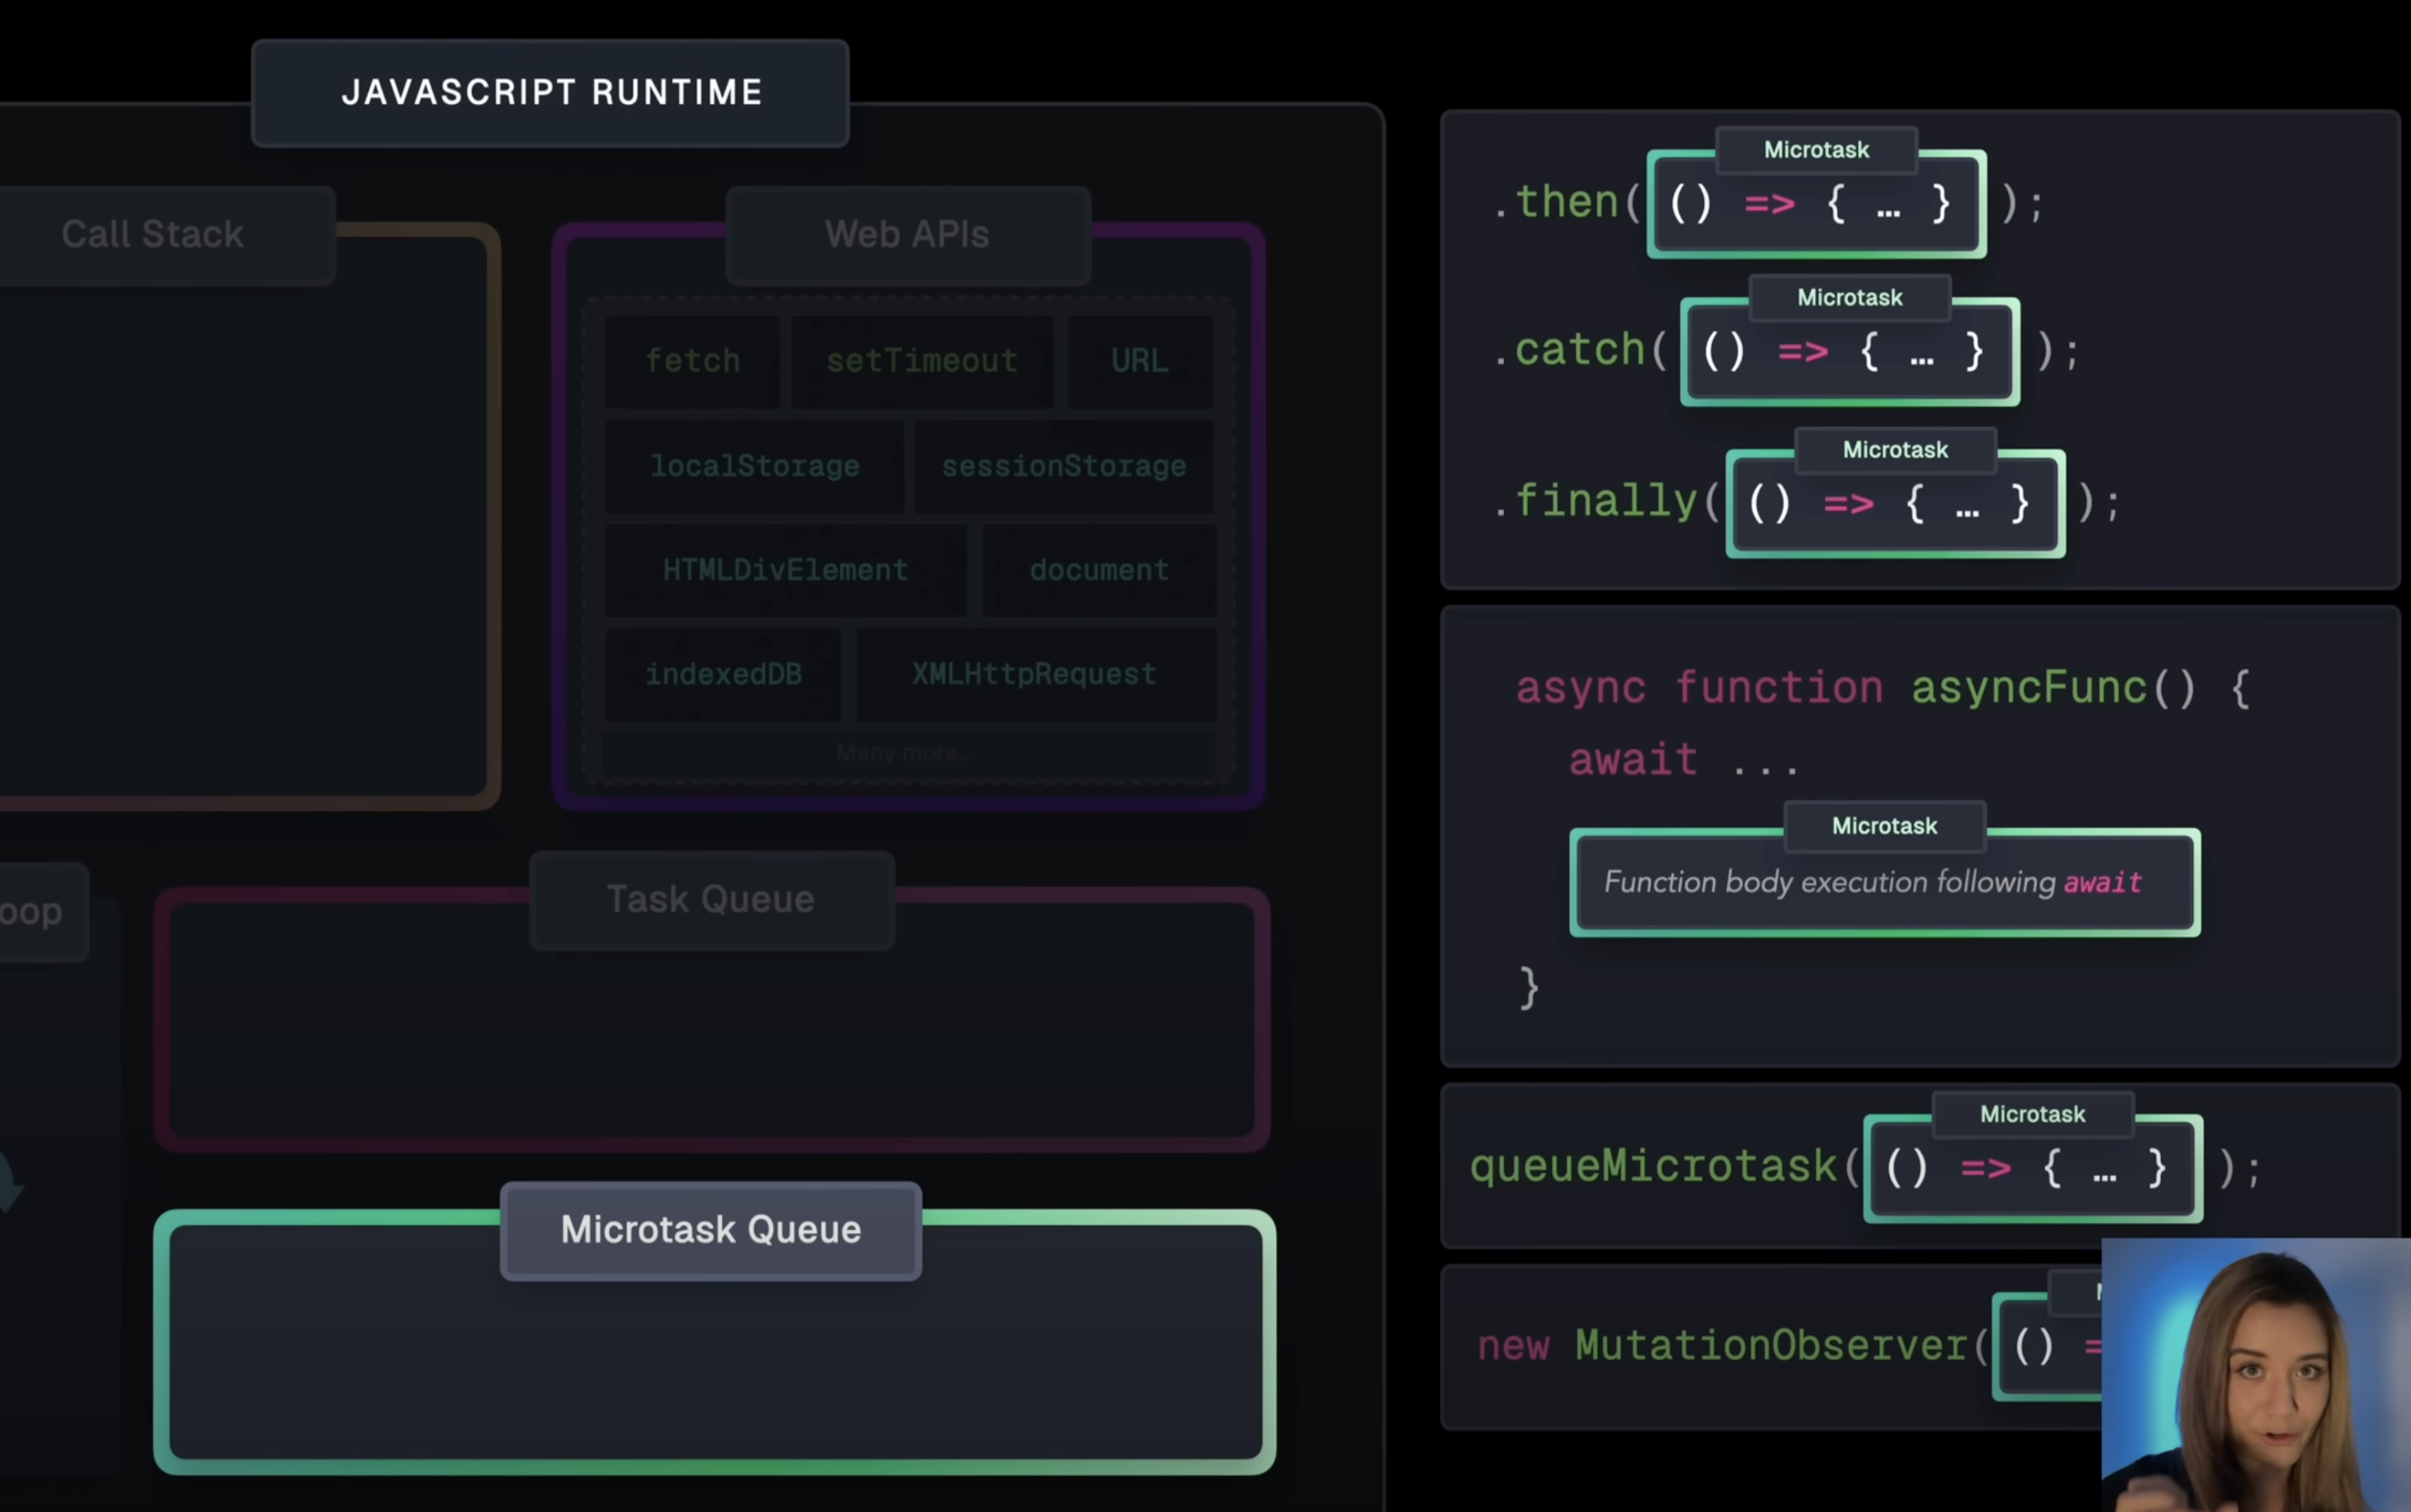 JAVASCRIPT RUNTIME
Call Stack
Web APIs
fetch
setTimeout
URL
localStorage
sessionStorage
HTMLDivElement
document
indexedDB
XMLHttpRequest
Many more...
oop
Task Queue
Microtask Queue
Microtask
.then( () => { … } );
Microtask
.catch( () => { … } );
Microtask
.finally( () => { … } );
async function asyncFunc() {
await ...
Microtask
Function body execution following await
}
Microtask
queueMicrotask( () => { … } );
new MutationObserver( () =